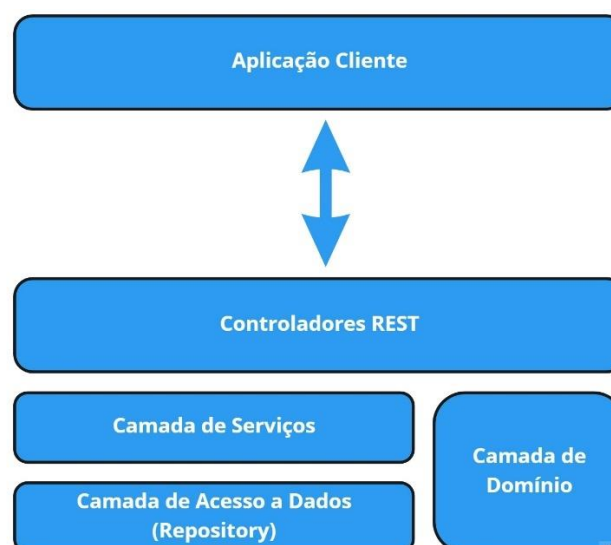 Aplicação Cliente
Controladores REST
Camada de Serviços
Camada de
Domínio
Camada de Acesso a Dados
(Repository)